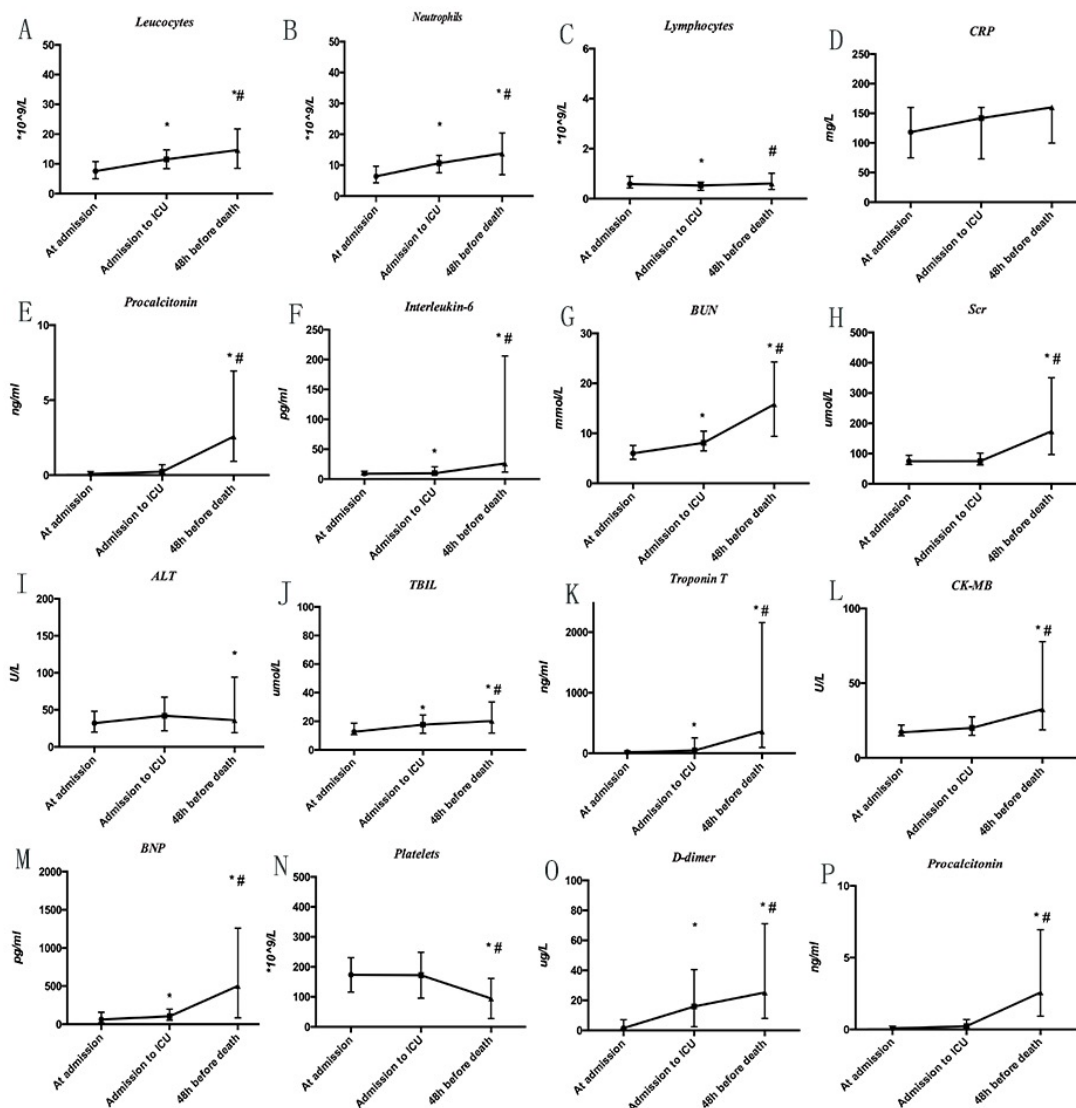 A
Leucocytes
*10^9/L
50
40
30
20
10
0
*
*#
At admission
Admission to ICU
48h before death
B
Neutrophils
*10^9/L
50
40
30
20
10
0
*
* #
At admission
Admission to ICU
48h before death
C
Lymphocytes
*10^9/L
6
4
2
0
*
#
At admission
Admission to ICU
48h before death
D
CRP
mg/L
250
200
150
100
50
0
At admission
Admission to ICU
48h before death
E
Procalcitonin
ng/ml
10
5
0
* #
At admission
Admission to ICU
48h before death
F
Interleukin-6
pg/ml
250
200
150
100
50
0
*
* #
At admission
Admission to ICU
48h before death
G
BUN
mmol/L
30
20
10
0
*
* #
At admission
Admission to ICU
48h before death
H
Scr
umol/L
500
400
300
200
100
0
* #
At admission
Admission to ICU
48h before death
I
ALT
U/L
200
150
100
50
0
*
At admission
Admission to ICU
48h before death
J
TBIL
umol/L
100
80
60
40
20
0
*
* #
At admission
Admission to ICU
48h before death
K
Troponin T
ng/ml
2000
1000
0
*
* #
At admission
Admission to ICU
48h before death
L
CK-MB
U/L
100
50
0
* #
At admission
Admission to ICU
48h before death
M
BNP
pg/ml
2000
1500
1000
500
0
*
* #
At admission
Admission to ICU
48h before death
N
Platelets
*10^9/L
500
400
300
200
100
0
* #
At admission
Admission to ICU
48h before death
O
D-dimer
ug/L
100
80
60
40
20
0
*
* #
At admission
Admission to ICU
48h before death
P
Procalcitonin
ng/ml
10
5
0
* #
At admission
Admission to ICU
48h before death